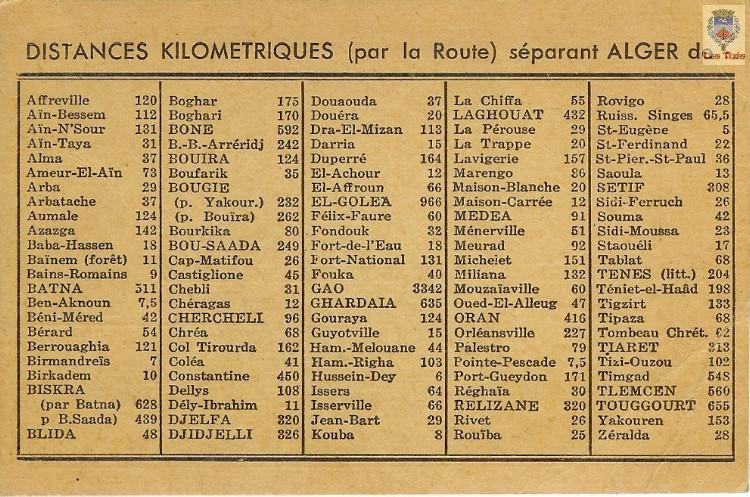 Les Tizis
DISTANCES KILOMETRIQUES (par la Route) séparant ALGER de
Affreville 120
Aïn-Bessem 112
Aïn-N'Sour 131
Aïn-Taya 31
Alma 37
Ameur-El-Aïn 73
Arba 29
Arbatache 37
Aumale 124
Azazga 142
Baba-Hassen 18
Baïnem (forêt) 11
Bains-Romains 9
BATNA 511
Ben-Aknoun 7,5
Béni-Méred 42
Bérard 54
Berrouaghia 121
Birmandreïs 7
Birkadem 10
BISKRA
(par Batna) 628
p B.Saada) 439
BLIDA 48
Boghar 175
Boghari 170
BONE 592
B.-B.-Arréridj 242
BOUIRA 124
Boufarik 35
BOUGIE
(p. Yakour.) 232
(p. Bouïra) 262
Bourkika 80
BOU-SAADA 249
Cap-Matifou 26
Castiglione 45
Chebli 31
Chéragas 12
CHERCHELL 96
Chréa 68
Col Tirourda 162
Coléa 41
Constantine 450
Dellys 108
Dély-Ibrahim 11
DJELFA 320
DJIDJELLI 326
Douaouda 37
Douéra 20
Dra-El-Mizan 113
Darria 15
Duperré 164
El-Achour 12
El-Affroun 66
EL-GOLEA 966
Félix-Faure 60
Fondouk 32
Fort-de-l'Eau 18
Fort-National 131
Fouka 40
GAO 3342
GHARDAIA 635
Gouraya 124
Guyotville 15
Ham.-Melouane 44
Ham.-Righa 103
Hussein-Dey 6
Issers 64
Isserville 66
Jean-Bart 29
Kouba 8
La Chiffa 55
LAGHOUAT 432
La Pérouse 29
La Trappe 20
Lavigerie 157
Marengo 86
Maison-Blanche 20
Maison-Carrée 12
MEDEA 91
Ménerville 51
Meurad 92
Michelet 151
Miliana 132
Mouzaïaville 60
Oued-El-Alleug 47
ORAN 416
Orléansville 227
Palestro 79
Pointe-Pescade 7,5
Port-Gueydon 171
Réghaïa 30
RELIZANE 320
Rivet 26
Rouïba 25
Rovigo 28
Ruiss. Singes 65,5
St-Eugène 5
St-Ferdinand 22
St-Pier.-St-Paul 36
Saoula 13
SETIF 308
Sidi-Ferruch 26
Souma 42
Sidi-Moussa 23
Staouéli 17
Tablat 68
TENES (litt.) 204
Téniet-el-Haâd 198
Tigzirt 133
Tipaza 68
Tombeau Chrét. 62
TIARET 313
Tizi-Ouzou 102
Timgad 548
TLEMCEN 560
TOUGGOURT 655
Yakouren 153
Zéralda 28